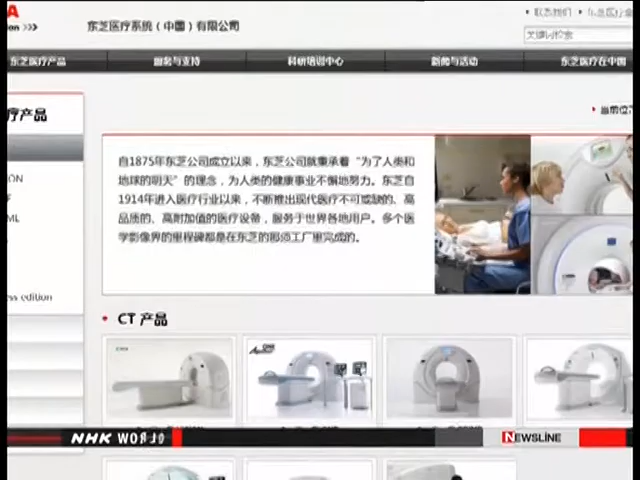 A
东芝医疗系统（中国）有限公司
联系我们
关键词检索
东芝医疗产品 服务与支持 科研培训中心 新闻与活动 东芝医疗在中国
疗产品
当前位
自1875年东芝公司成立以来，东芝公司就秉承着“为了人类和
地球的明天”的理念，为人类的健康事业不懈地努力。东芝自
1914年进入医疗行业以来，不断推出现代医疗不可或缺的、高
品质的、高附加值的医疗设备，服务于世界各地用户。多个医
学影像界的里程碑都是在东芝的那须工厂里完成的。
ess edition
CT 产品
NHK WORLD
NEWSLINE